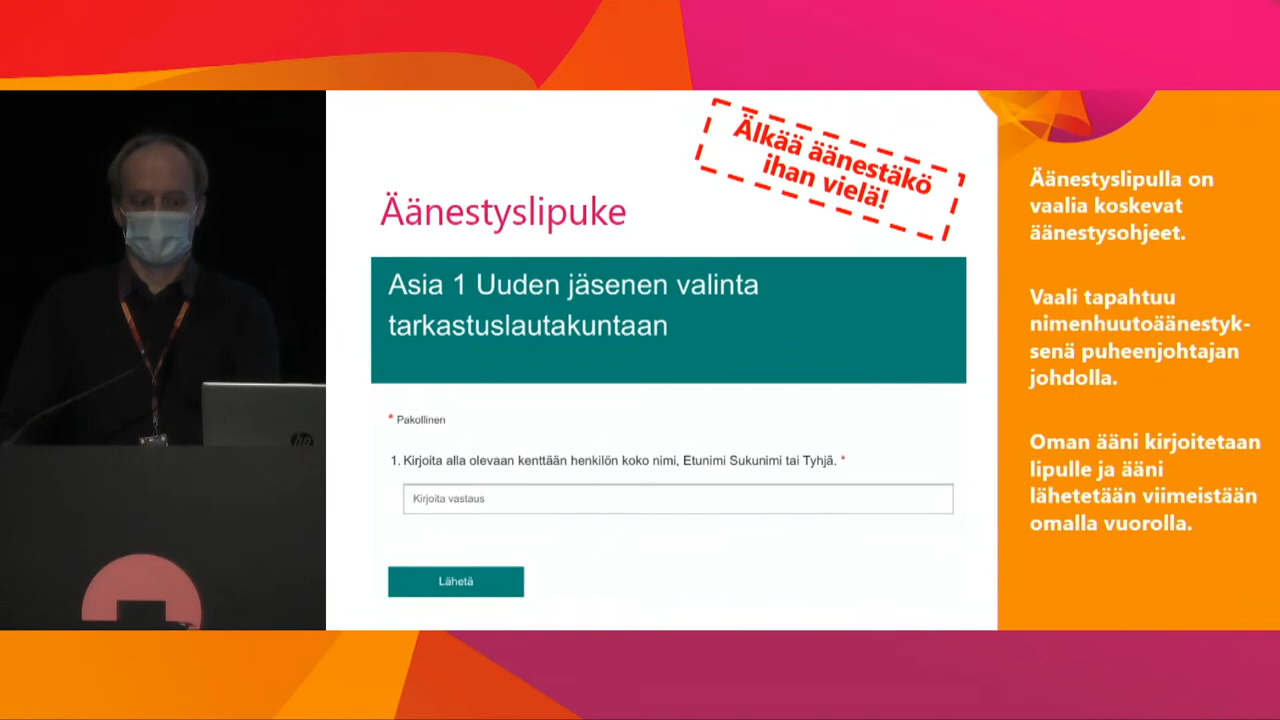 Älkää äänestäkö
ihan vielä!
Äänestyslipuke
Asia 1 Uuden jäsenen valinta
tarkastuslautakuntaan
* Pakollinen
1. Kirjoita alla olevaan kenttään henkilön koko nimi, Etunimi Sukunimi tai Tyhjä. *
Kirjoita vastaus
Lähetä
Äänestyslipulla on
vaalia koskevat
äänestysohjeet.
Vaali tapahtuu
nimenhuutoäänestyk-
senä puheenjohtajan
johdolla.
Oman ääni kirjoitetaan
lipulle ja ääni
lähetetään viimeistään
omalla vuorolla.
hp